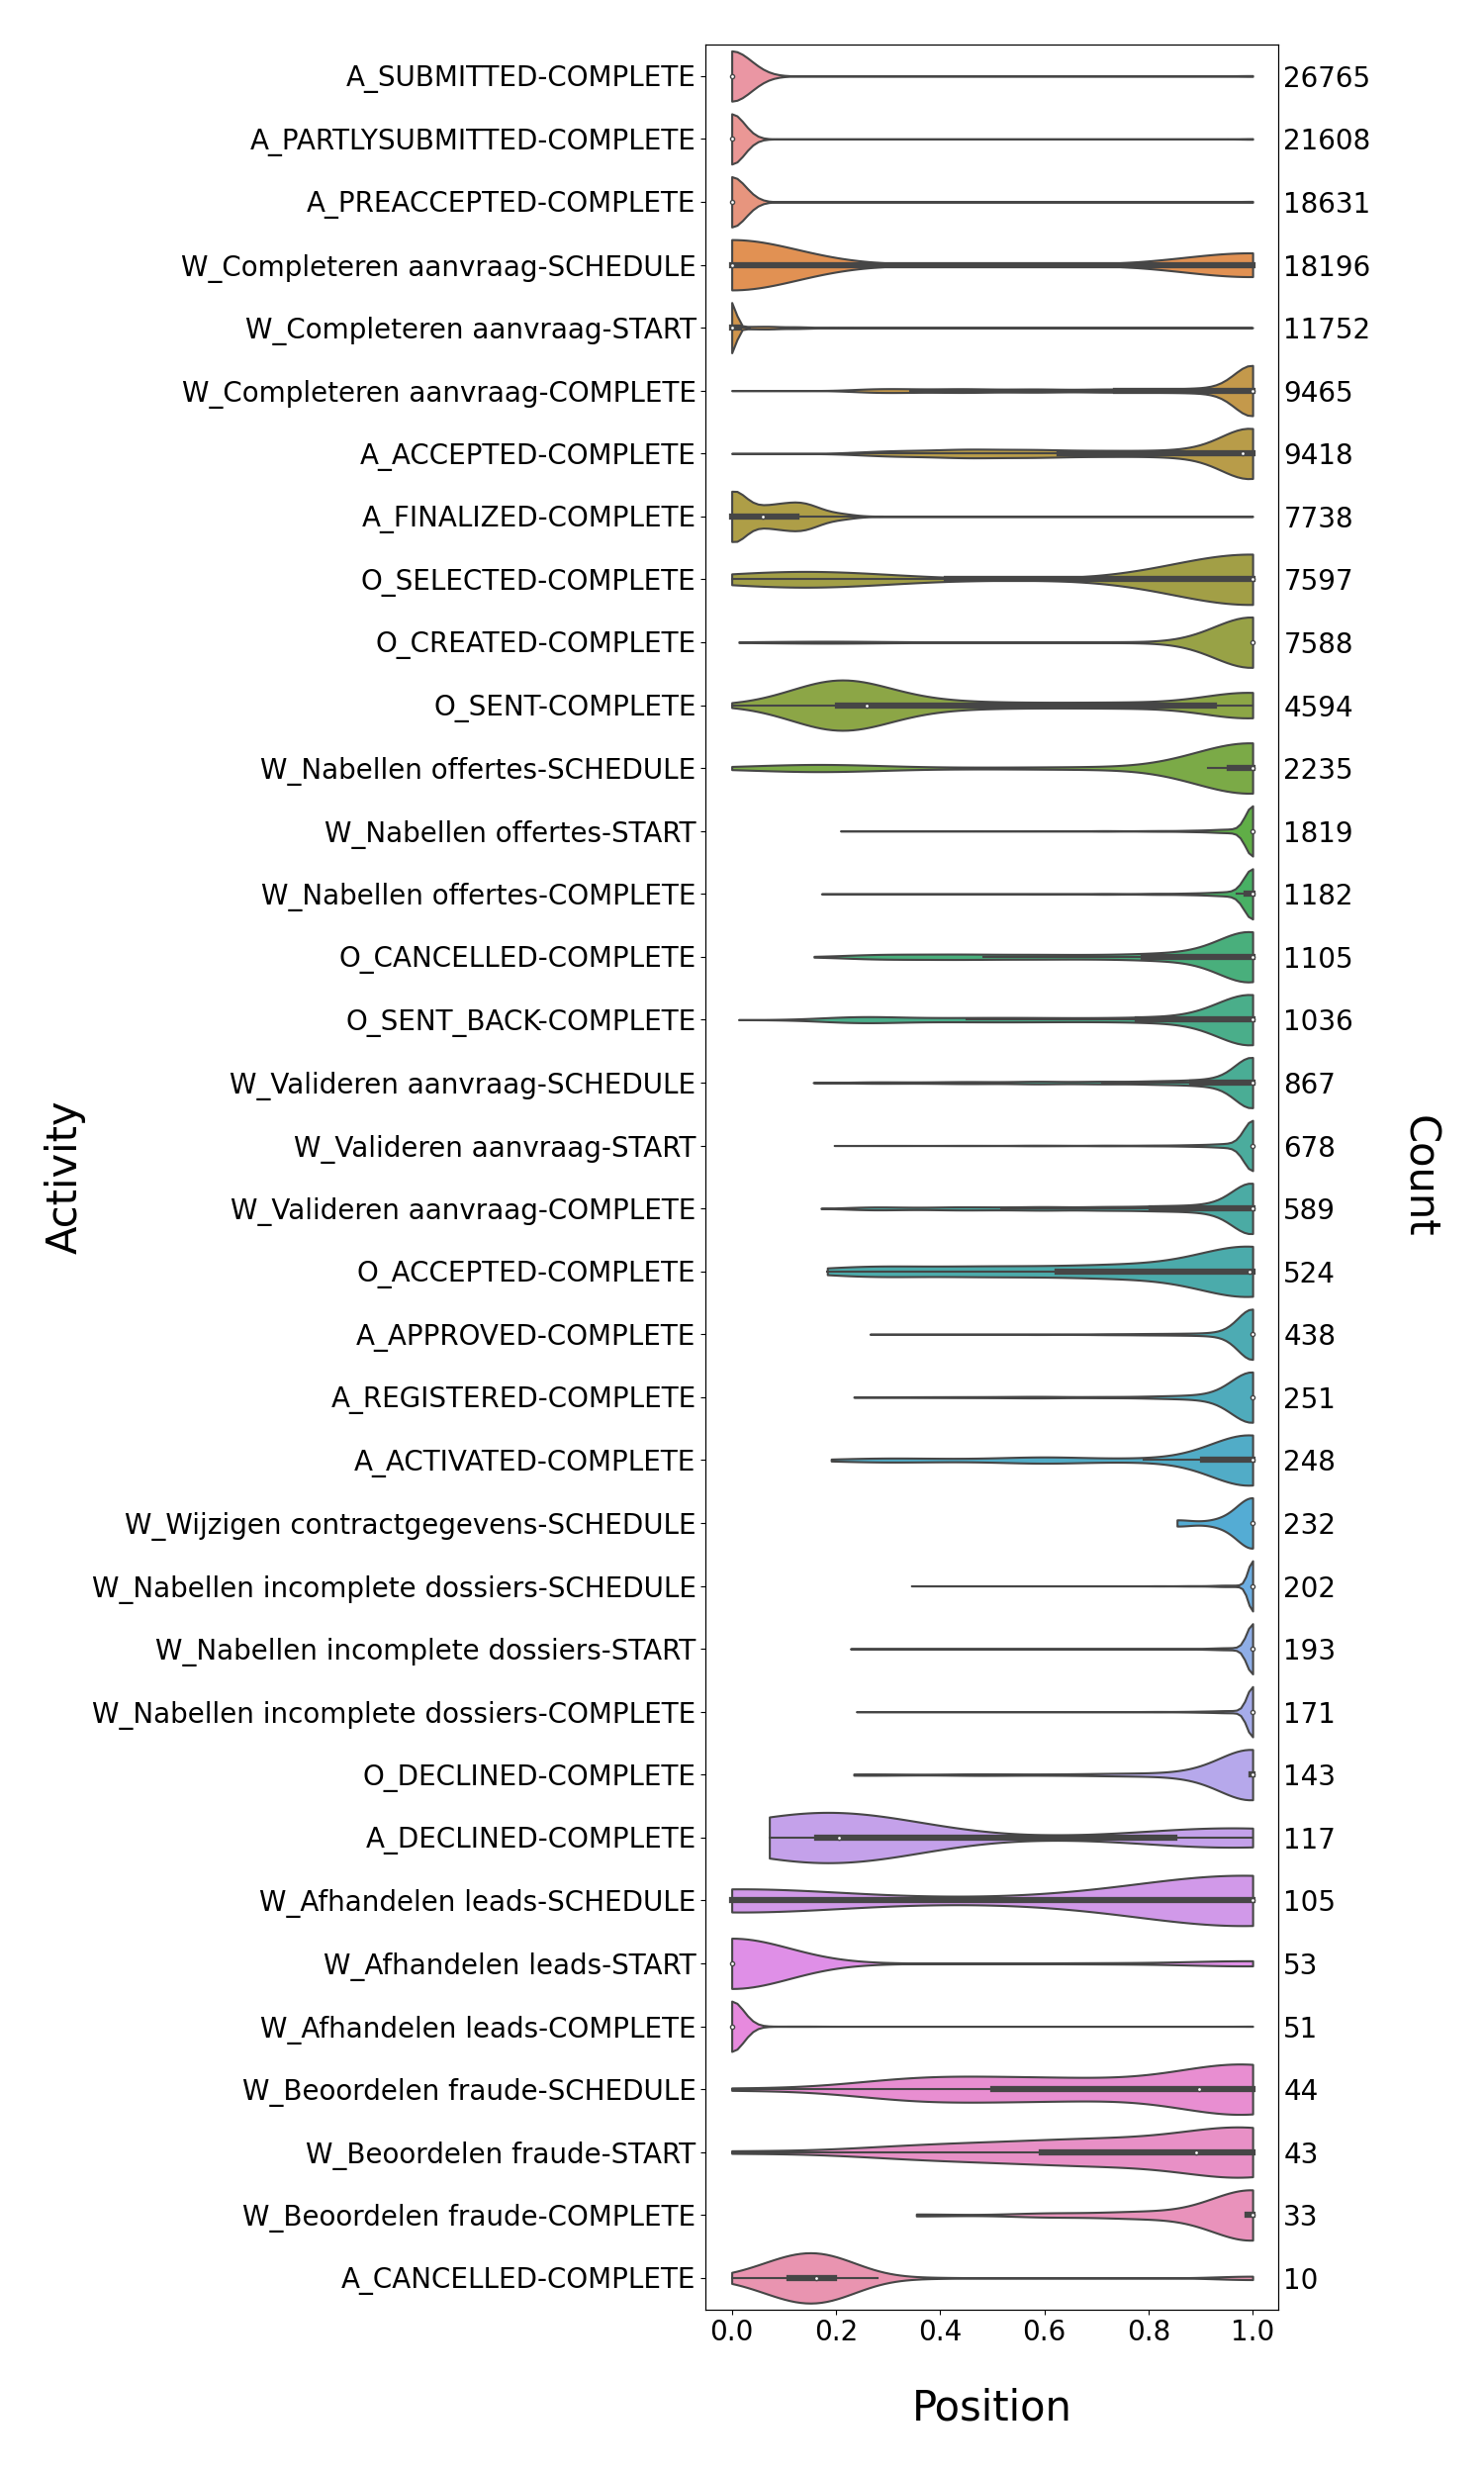 A_SUBMITTED-COMPLETE 26765
A_PARTLYSUBMITTED-COMPLETE 21608
A_PREACCEPTED-COMPLETE 18631
W_Completeren aanvraag-SCHEDULE 18196
W_Completeren aanvraag-START 11752
W_Completeren aanvraag-COMPLETE 9465
A_ACCEPTED-COMPLETE 9418
A_FINALIZED-COMPLETE 7738
O_SELECTED-COMPLETE 7597
O_CREATED-COMPLETE 7588
O_SENT-COMPLETE 4594
W_Nabellen offertes-SCHEDULE 2235
W_Nabellen offertes-START 1819
W_Nabellen offertes-COMPLETE 1182
O_CANCELLED-COMPLETE 1105
O_SENT_BACK-COMPLETE 1036
W_Valideren aanvraag-SCHEDULE 867
W_Valideren aanvraag-START 678
W_Valideren aanvraag-COMPLETE 589
O_ACCEPTED-COMPLETE 524
A_APPROVED-COMPLETE 438
A_REGISTERED-COMPLETE 251
A_ACTIVATED-COMPLETE 248
W_Wijzigen contractgegevens-SCHEDULE 232
W_Nabellen incomplete dossiers-SCHEDULE 202
W_Nabellen incomplete dossiers-START 193
W_Nabellen incomplete dossiers-COMPLETE 171
O_DECLINED-COMPLETE 143
A_DECLINED-COMPLETE 117
W_Afhandelen leads-SCHEDULE 105
W_Afhandelen leads-START 53
W_Afhandelen leads-COMPLETE 51
W_Beoordelen fraude-SCHEDULE 44
W_Beoordelen fraude-START 43
W_Beoordelen fraude-COMPLETE 33
A_CANCELLED-COMPLETE 10
0.0 0.2 0.4 0.6 0.8 1.0
Position
Activity
Count